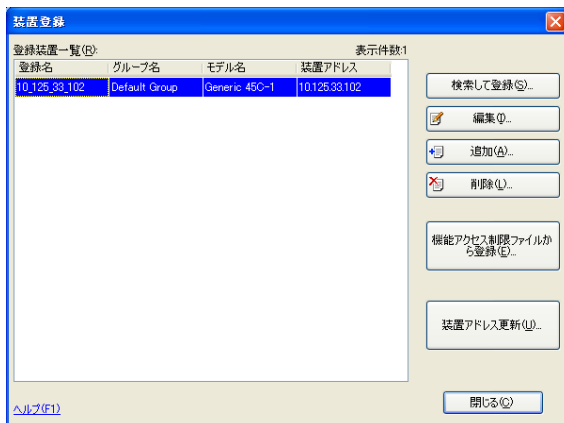 装置登録
登録装置一覧(R):
表示件数:1
登録名 グループ名 モデル名 装置アドレス
10_125_33_102 Default Group Generic 45C-1 10.125.33.102
検索して登録(S)...
編集(I)...
追加(A)...
削除(L)...
機能アクセス制限ファイルか
ら登録(E)...
装置アドレス更新(U)...
ヘルプ(F1)
閉じる(C)